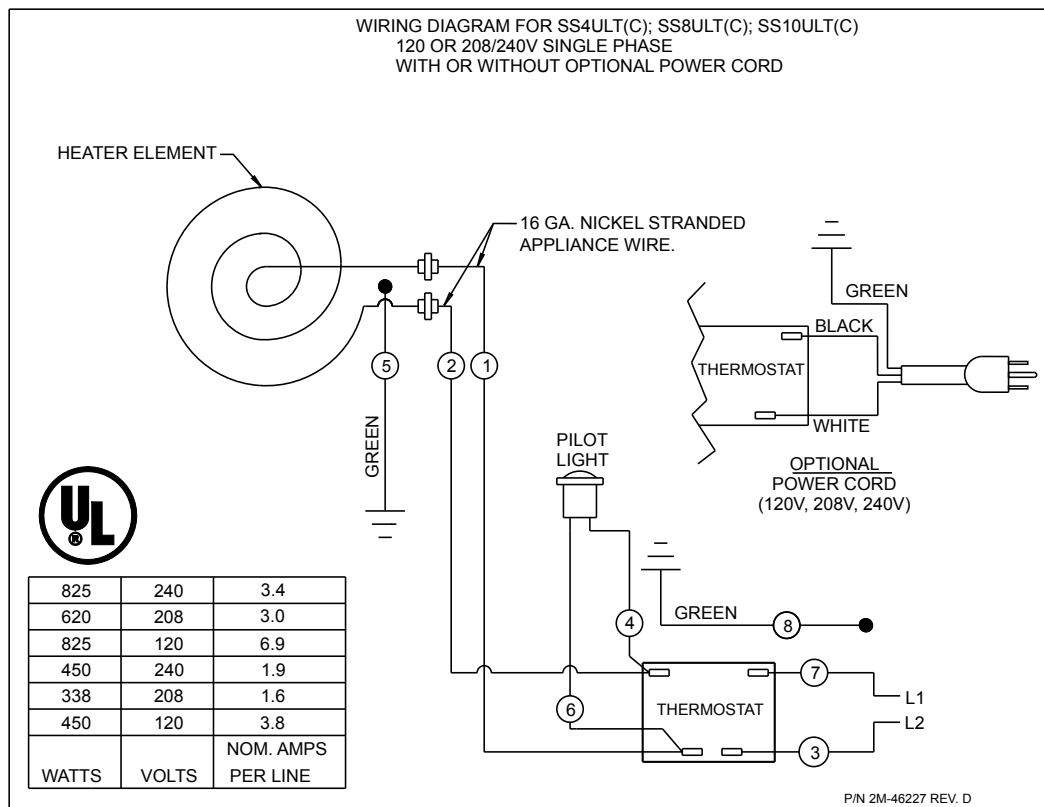 WIRING DIAGRAM FOR SS4ULT(C); SS8ULT(C); SS10ULT(C)
120 OR 208/240V SINGLE PHASE
WITH OR WITHOUT OPTIONAL POWER CORD
HEATER ELEMENT
16 GA. NICKEL STRANDED
APPLIANCE WIRE.
GREEN
BLACK
THERMOSTAT
WHITE
OPTIONAL
POWER CORD
(120V, 208V, 240V)
5
2
1
GREEN
PILOT
LIGHT
UL
®
4
GREEN
8
7
L1
6
THERMOSTAT
L2
3
825 240 3.4
620 208 3.0
825 120 6.9
450 240 1.9
338 208 1.6
450 120 3.8
WATTS VOLTS NOM. AMPS
PER LINE
P/N 2M-46227 REV. D